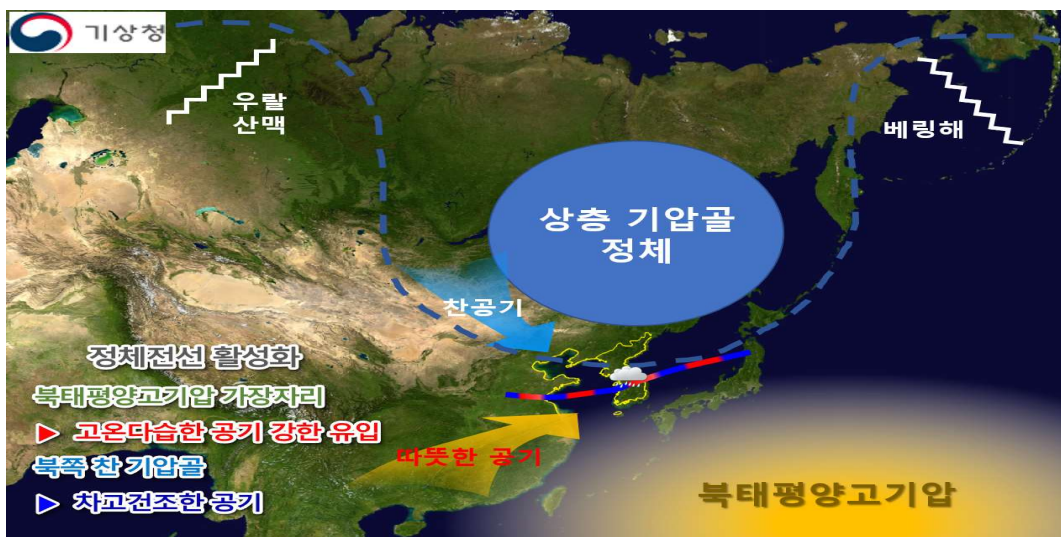 기상청
우랄
산맥
베링해
상층 기압골
정체
찬공기
정체전선 활성화
북태평양고기압 가장자리
▶ 고온다습한 공기 강한 유입
북쪽 찬 기압골
▶ 차고건조한 공기
따뜻한 공기
북태평양고기압